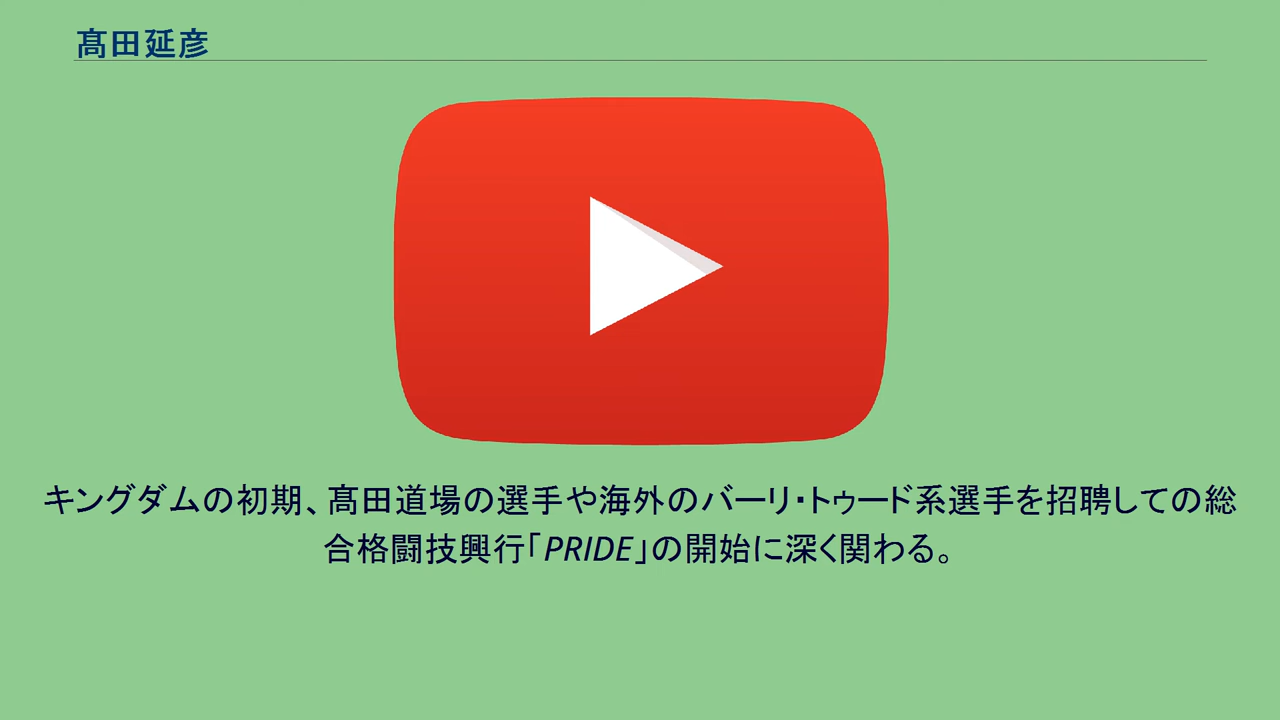 髙田延彦
キングダムの初期、髙田道場の選手や海外のバーリ・トゥード系選手を招聘しての総
合格闘技興行「PRIDE」の開始に深く関わる。